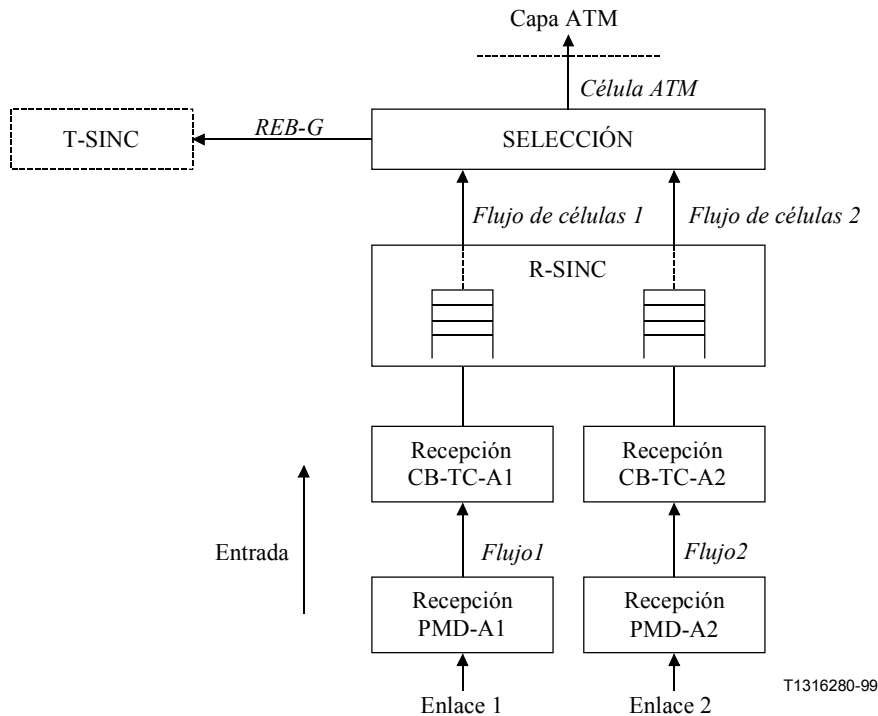 Capa ATM
Célula ATM
T-SINC
REB-G
SELECCIÓN
Flujo de células 1
Flujo de células 2
R-SINC
Recepción
CB-TC-A1
Recepción
CB-TC-A2
Entrada
Flujo1
Flujo2
Recepción
PMD-A1
Recepción
PMD-A2
T1316280-99
Enlace 1
Enlace 2